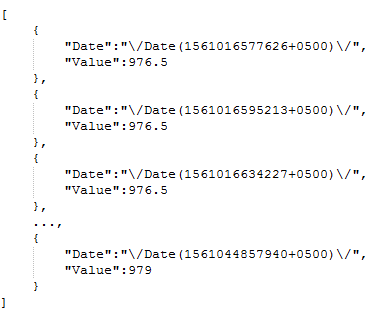 [
    {
        "Date":"\/Date(1561016577626+0500)\/",
        "Value":976.5
    },
    {
        "Date":"\/Date(1561016595213+0500)\/",
        "Value":976.5
    },
    {
        "Date":"\/Date(1561016634227+0500)\/",
        "Value":976.5
    },
    ...,
    {
        "Date":"\/Date(1561044857940+0500)\/",
        "Value":979
    }
]